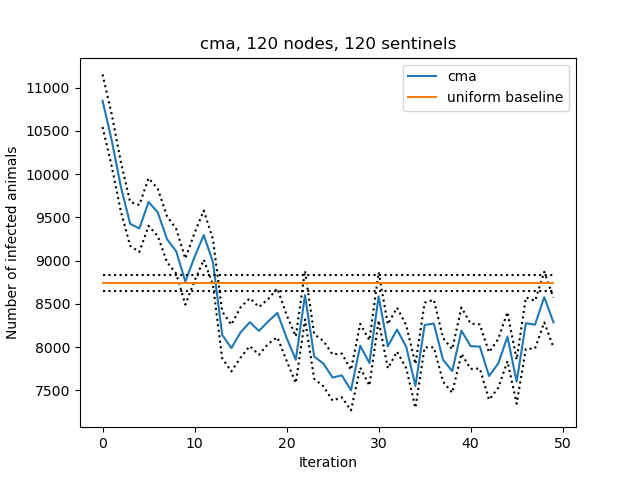 cma, 120 nodes, 120 sentinels
cma
uniform baseline
11000
10500
10000
9500
9000
8500
8000
7500
Number of infected animals
0
10
20
30
40
50
Iteration